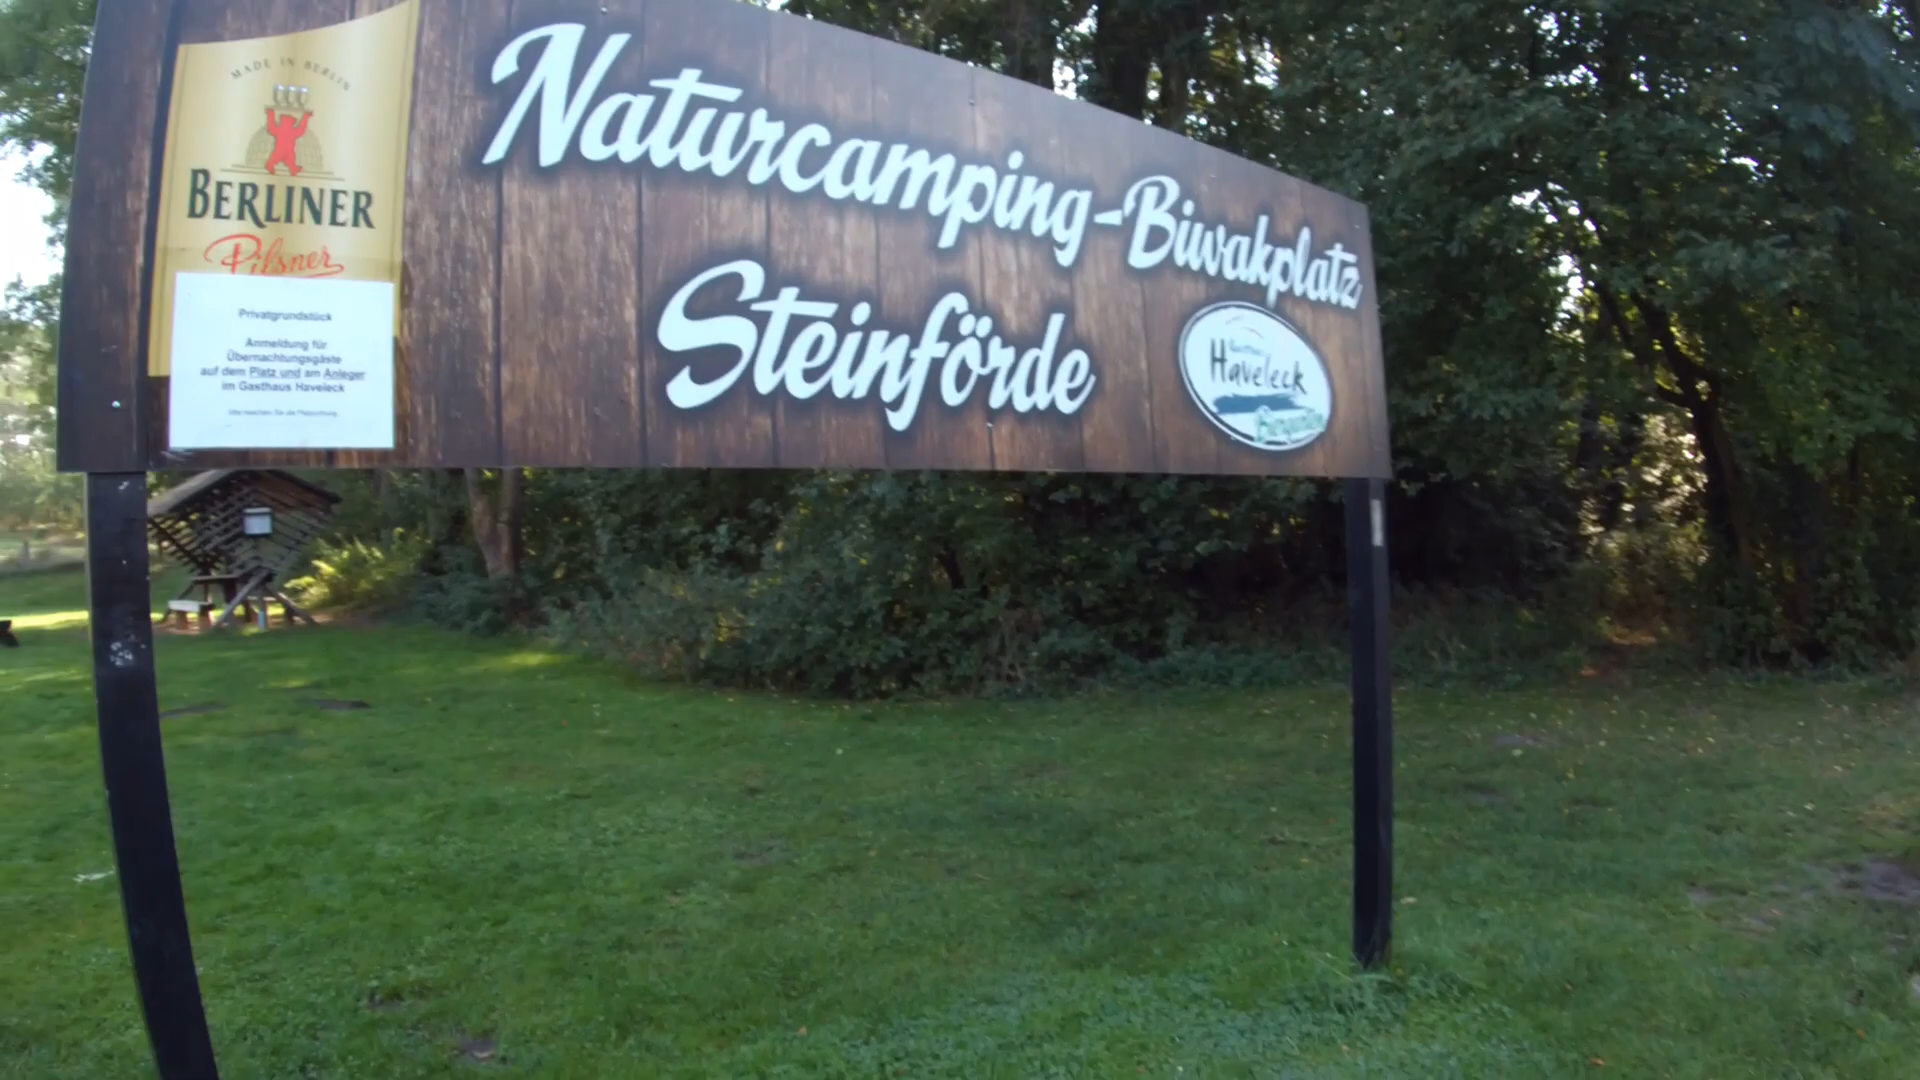 MADE IN BERLIN
BERLINER
Pilsner
Privatgrundstück
Anmeldung für
Übernachtungsgäste
auf dem Platz und am Anleger
im Gasthaus Haveleck
Naturcamping-Biwakplatz
Steinförde
Haveleck